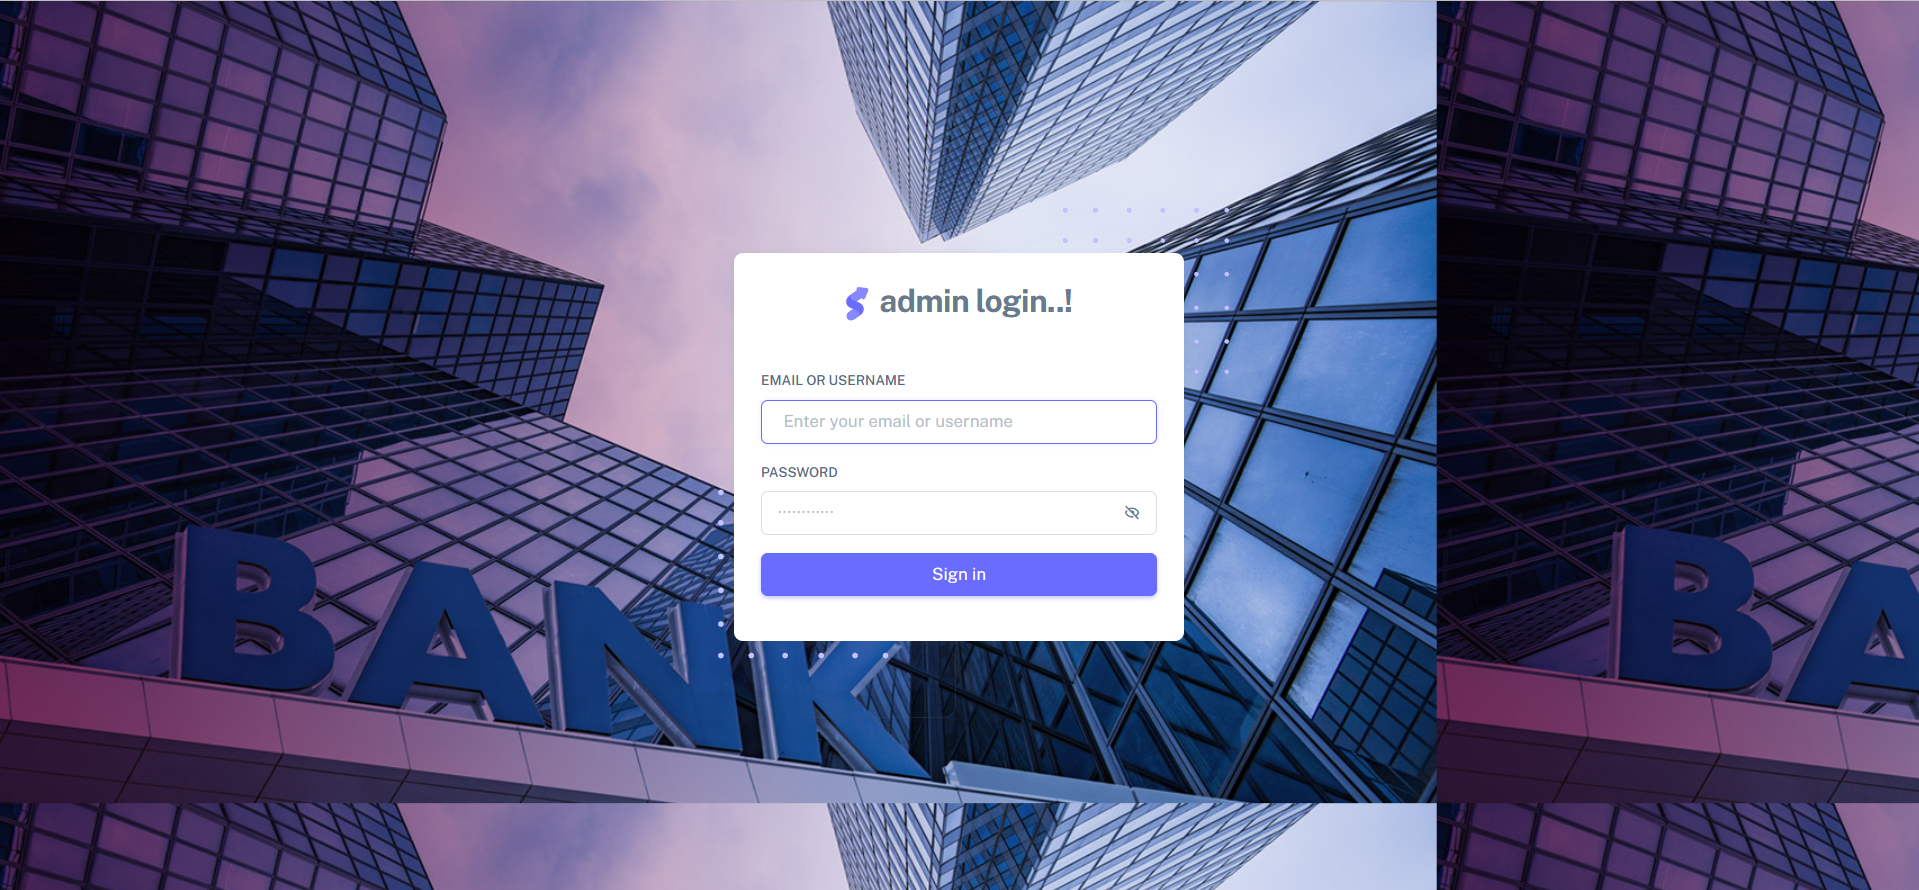 admin login..!
EMAIL OR USERNAME
Enter your email or username
PASSWORD
············
Sign in
BANK
BA